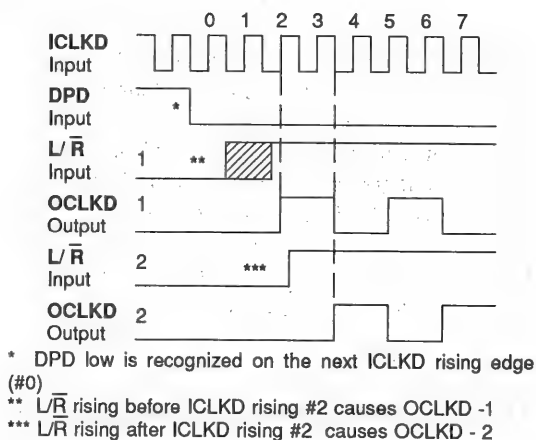 0 1 2 3 4 5 6 7
ICLKD
Input
DPD
Input
*
L/R̅
Input
1
**
OCLKD
Output
1
L/R̅
Input
2
***
OCLKD
Output
2
* DPD low is recognized on the next ICLKD rising edge
(#0)
** L/R̅ rising before ICLKD rising #2 causes OCLKD -1
*** L/R̅ rising after ICLKD rising #2 causes OCLKD - 2